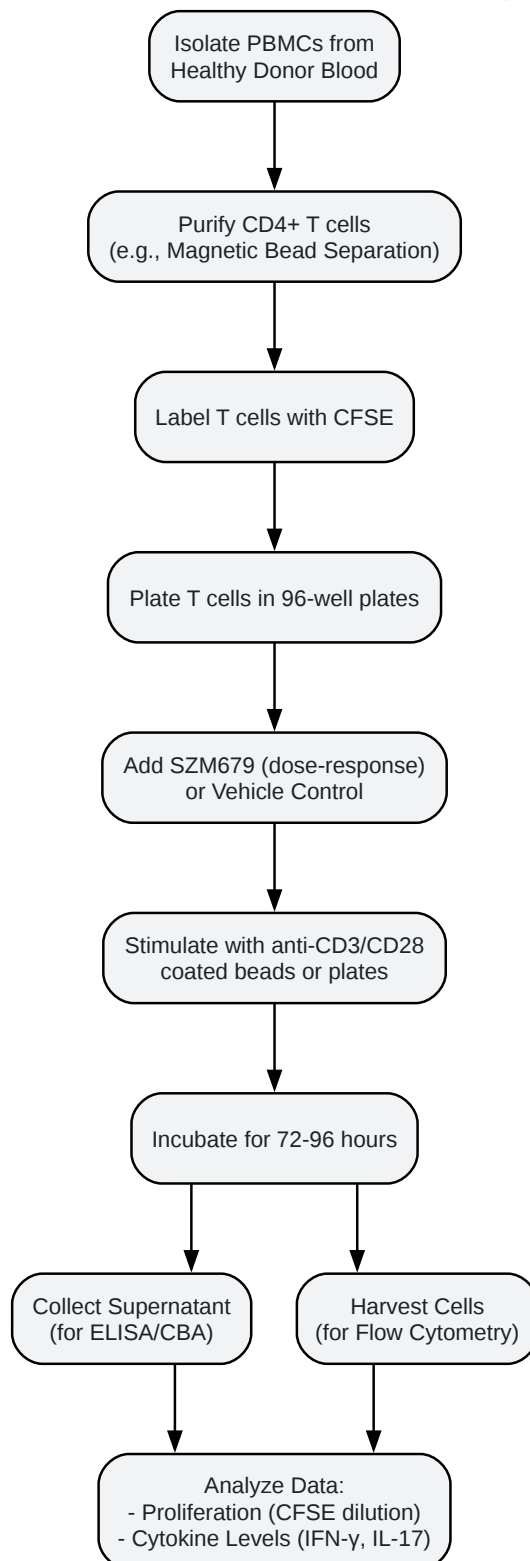 Isolate PBMCs from
Healthy Donor Blood
Purify CD4+ T cells
(e.g., Magnetic Bead Separation)
Label T cells with CFSE
Plate T cells in 96-well plates
Add SZM679 (dose-response)
or Vehicle Control
Stimulate with anti-CD3/CD28
coated beads or plates
Incubate for 72-96 hours
Collect Supernatant
(for ELISA/CBA)
Harvest Cells
(for Flow Cytometry)
Analyze Data:
- Proliferation (CFSE dilution)
- Cytokine Levels (IFN-γ, IL-17)